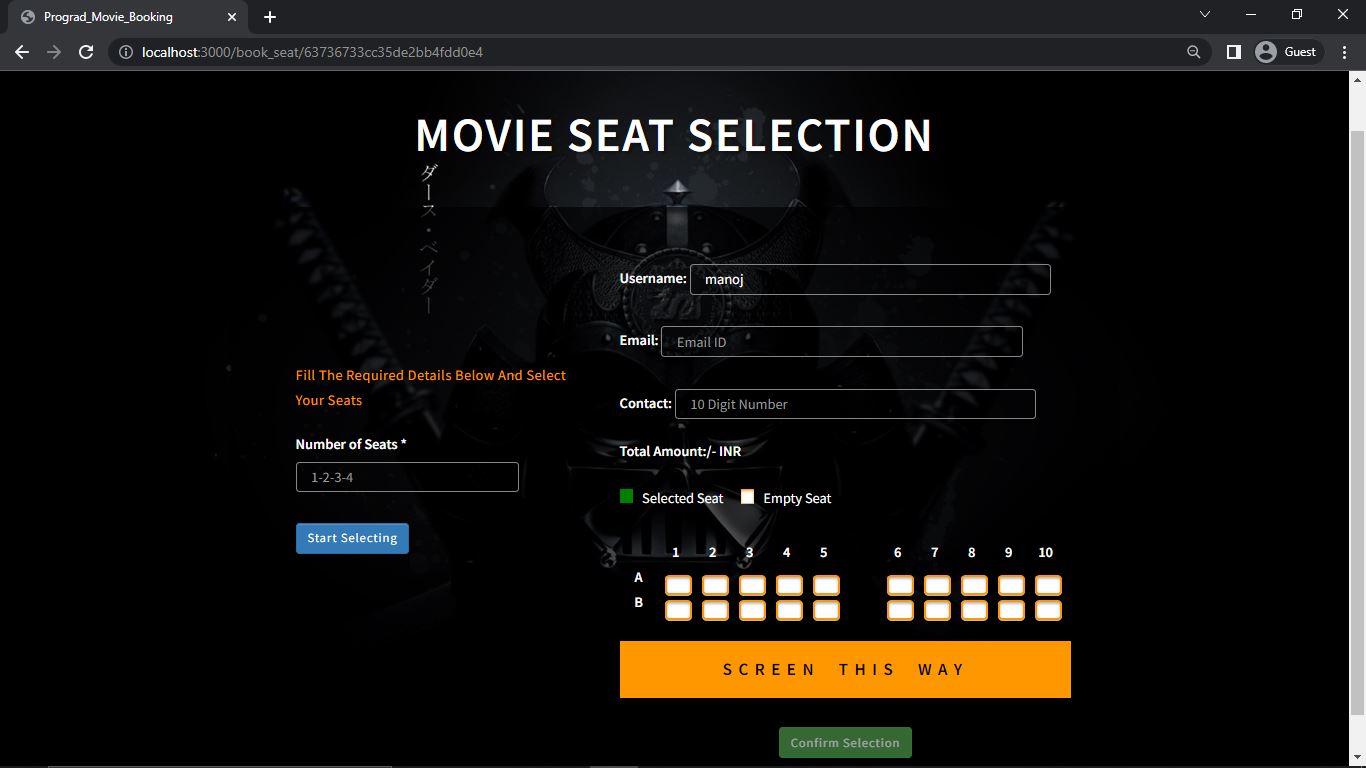 Prograd_Movie_Booking
localhost:3000/book_seat/63736733cc35de2bb4fdd0e4
Guest
MOVIE SEAT SELECTION
ダース・ベイダー
Username: manoj
Email: Email ID
Fill The Required Details Below And Select
Your Seats
Contact: 10 Digit Number
Number of Seats *
Total Amount:/- INR
1-2-3-4
Selected Seat Empty Seat
Start Selecting
1 2 3 4 5 6 7 8 9 10
A
B
SCREEN THIS WAY
Confirm Selection